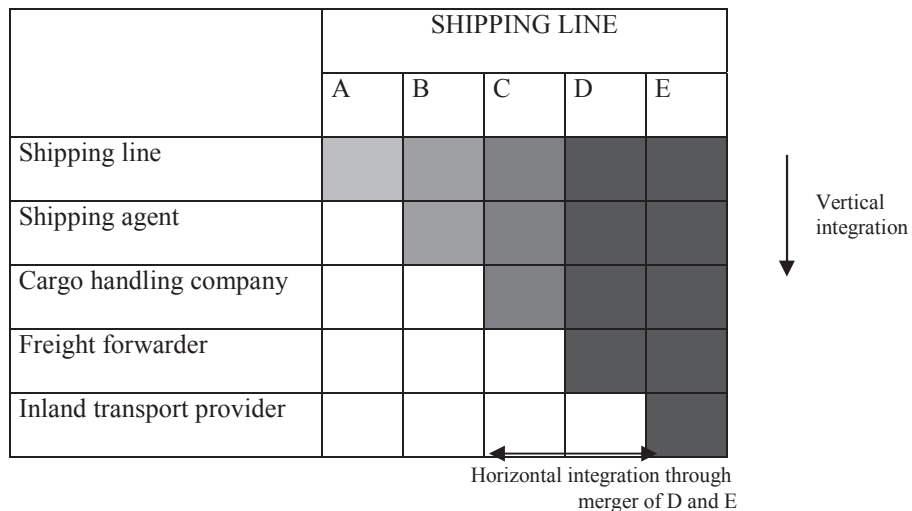 SHIPPING LINE
A B C D E
Shipping line
Shipping agent
Cargo handling company
Freight forwarder
Inland transport provider
Vertical
integration
Horizontal integration through
merger of D and E